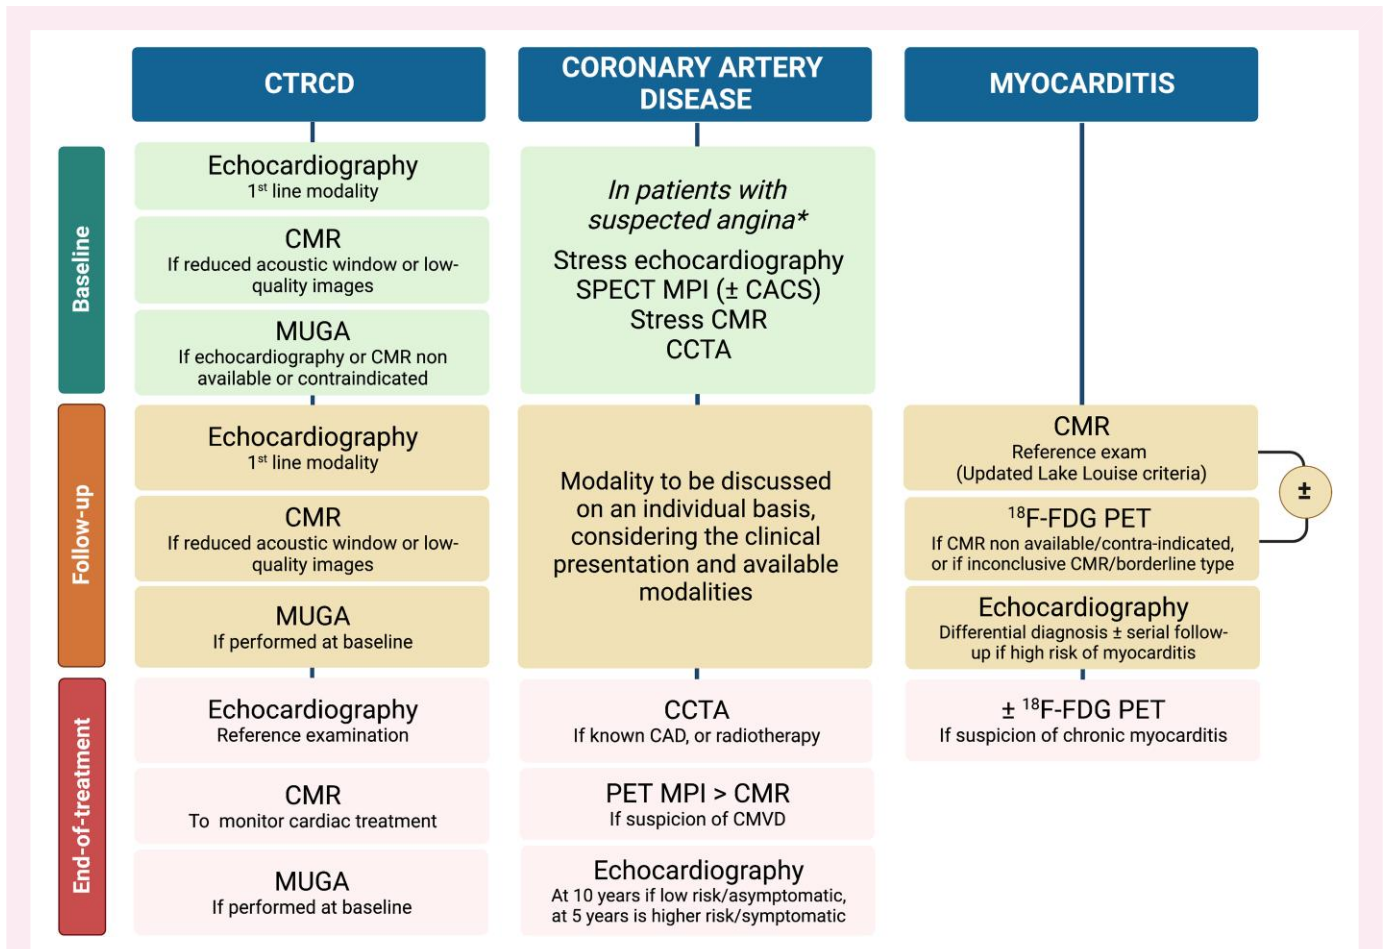 CTRCD
CORONARY ARTERY
DISEASE
MYOCARDITIS
Baseline
Echocardiography
1st line modality
CMR
If reduced acoustic window or low-
quality images
MUGA
If echocardiography or CMR non
available or contraindicated
In patients with
suspected angina*
Stress echocardiography
SPECT MPI (± CACS)
Stress CMR
CCTA
Follow-up
Echocardiography
1st line modality
CMR
If reduced acoustic window or low-
quality images
MUGA
If performed at baseline
Modality to be discussed
on an individual basis,
considering the clinical
presentation and available
modalities
CMR
Reference exam
(Updated Lake Louise criteria)
±
18F-FDG PET
If CMR non available/contra-indicated,
or if inconclusive CMR/borderline type
Echocardiography
Differential diagnosis ± serial follow-
up if high risk of myocarditis
End-of-treatment
Echocardiography
Reference examination
CMR
To monitor cardiac treatment
MUGA
If performed at baseline
CCTA
If known CAD, or radiotherapy
PET MPI > CMR
If suspicion of CMVD
Echocardiography
At 10 years if low risk/asymptomatic,
at 5 years is higher risk/symptomatic
± 18F-FDG PET
If suspicion of chronic myocarditis